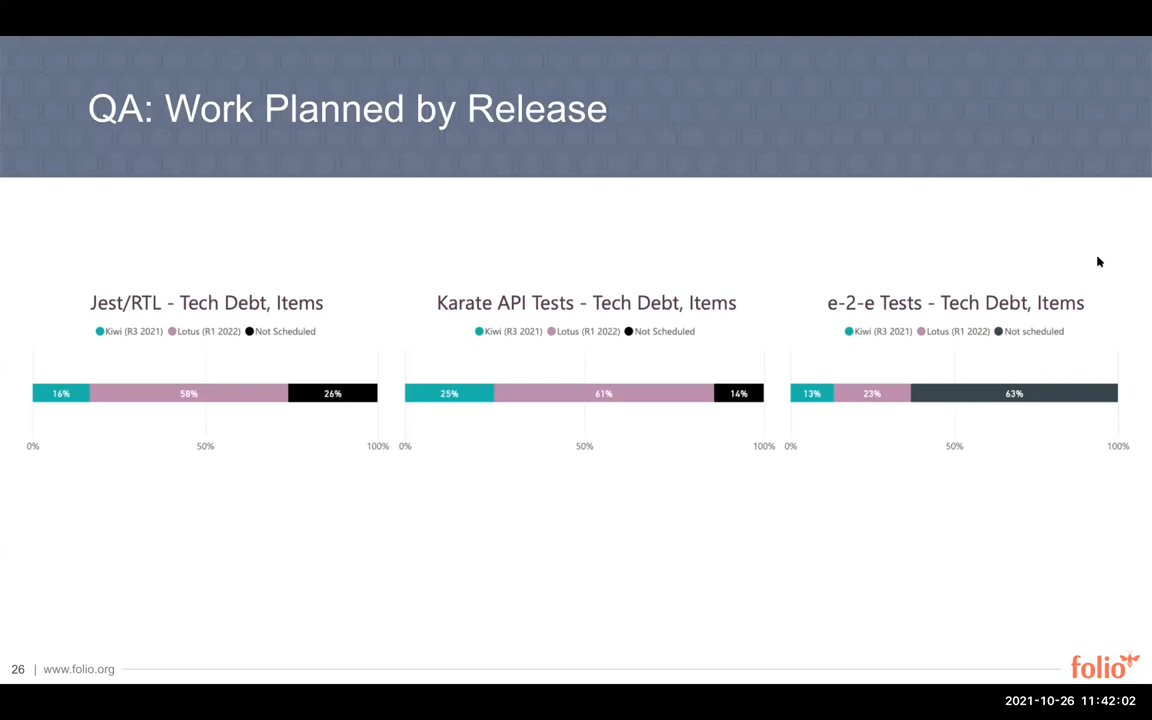 QA: Work Planned by Release
Jest/RTL - Tech Debt, Items
Kiwi (R3 2021) Lotus (R1 2022) Not Scheduled
16% 58% 26%
0% 50% 100%
Karate API Tests - Tech Debt, Items
Kiwi (R3 2021) Lotus (R1 2022) Not Scheduled
25% 61% 14%
0% 50% 100%
e-2-e Tests - Tech Debt, Items
Kiwi (R3 2021) Lotus (R1 2022) Not scheduled
13% 23% 63%
0% 50% 100%
26 | www.folio.org
folio
2021-10-26 11:42:02